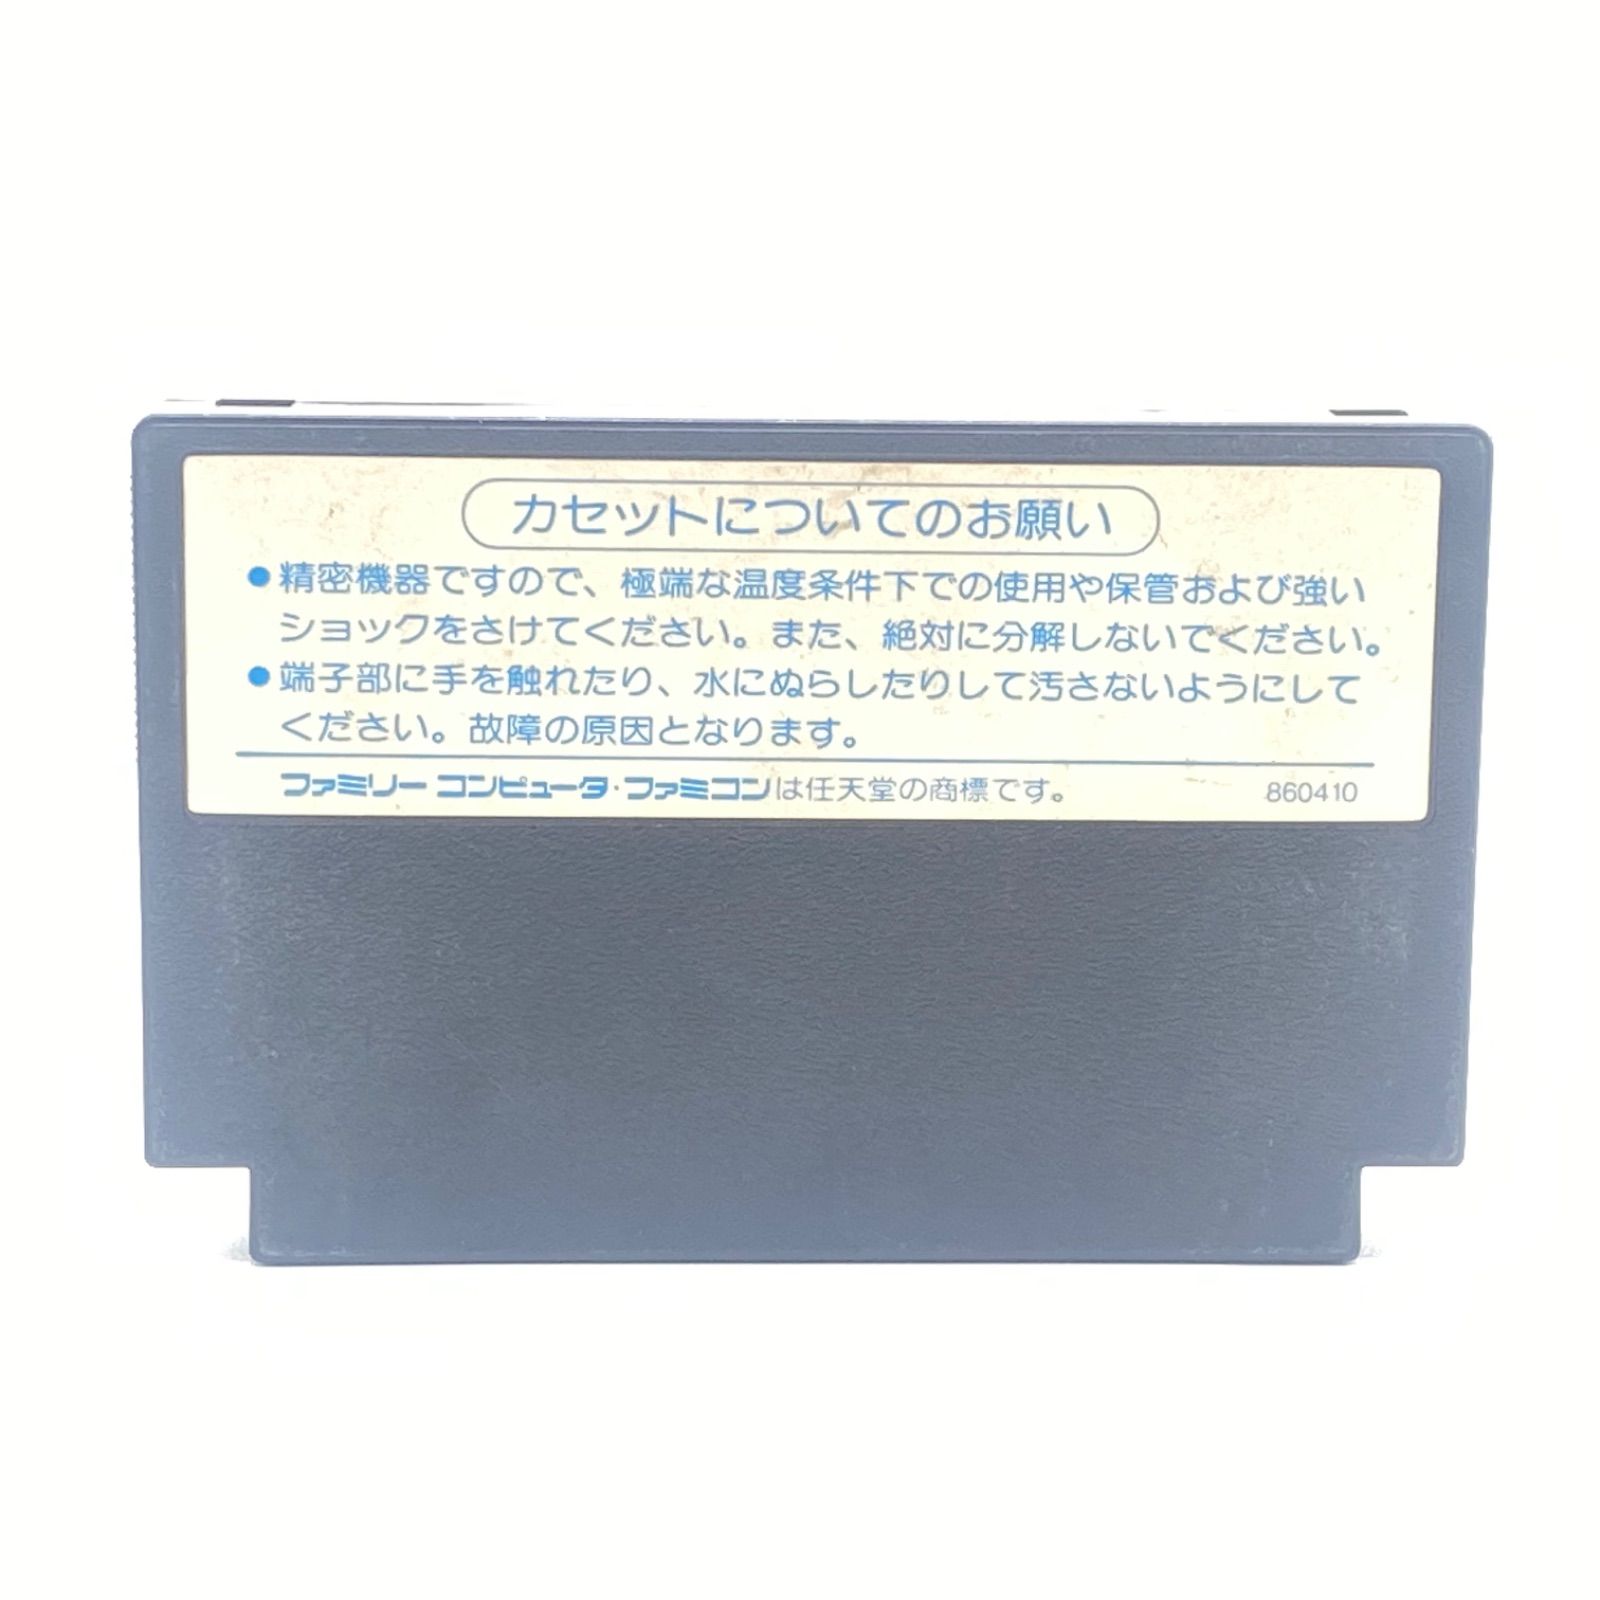 カセットについてのお願い
●精密機器ですので、極端な温度条件下での使用や保管および強い
ショックをさけてください。また、絶対に分解しないでください。
●端子部に手を触れたり、水にぬらしたりして汚さないようにして
ください。故障の原因となります。
ファミリーコンピュータ・ファミコンは任天堂の商標です。 860410